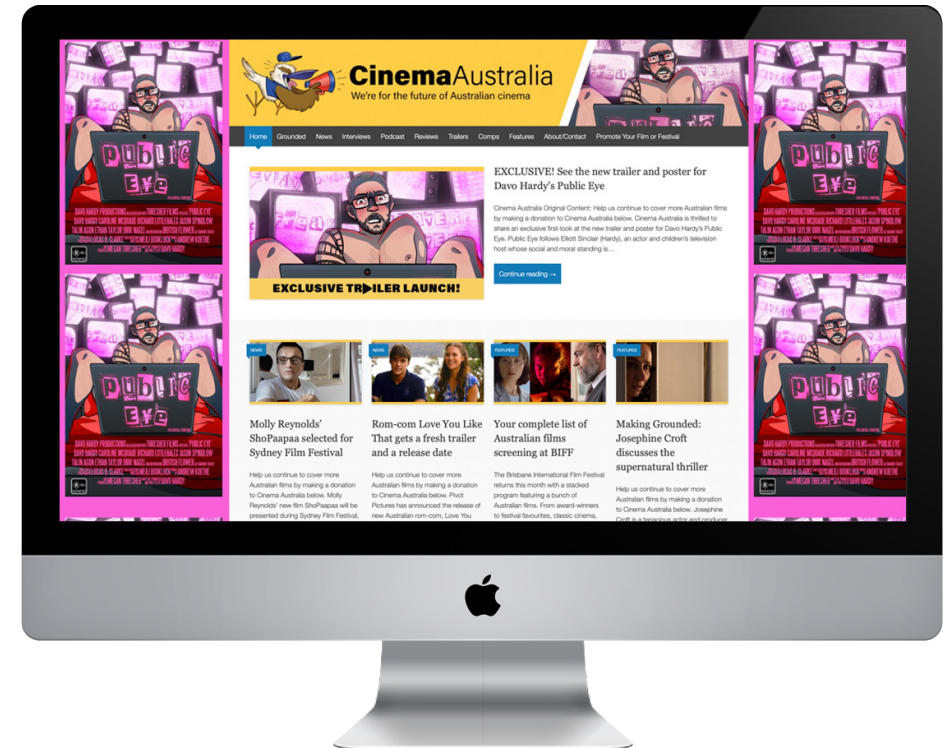 CinemaAustralia
We're for the future of Australian cinema
Home Grounded News Interviews Podcast Reviews Trailers Comps Features About/Contact Promote Your Film or Festival
EXCLUSIVE TRAILER LAUNCH!
EXCLUSIVE! See the new trailer and poster for
Davo Hardy's Public Eye
Cinema Australia Original Content: Help us continue to cover more Australian films
by making a donation to Cinema Australia below. Cinema Australia is thrilled to
share an exclusive first-look at the new trailer and poster for Davo Hardy's Public
Eye. Public Eye follows Elliott Sinclair (Hardy), an actor and children's television
host whose social and moral standing is…
Continue reading →
NEWS
Molly Reynolds'
ShoPaapaa selected for
Sydney Film Festival
Help us continue to cover more
Australian films by making a donation
to Cinema Australia below. Molly
Reynolds' new film ShoPaapaa will be
presented during Sydney Film Festival,
NEWS
Rom-com Love You Like
That gets a fresh trailer
and a release date
Help us continue to cover more
Australian films by making a donation
to Cinema Australia below. Pivot
Pictures has announced the release of
new Australian rom-com, Love You
FEATURES
Your complete list of
Australian films
screening at BIFF
The Brisbane International Film Festival
returns this month with a stacked
program featuring a bunch of
Australian films. From award-winners
to festival favourites, classic cinema,
FEATURES
Making Grounded:
Josephine Croft
discusses the
supernatural thriller
Help us continue to cover more
Australian films by making a donation
to Cinema Australia below. Josephine
Croft is a tenacious actor and producer
PUBLIC
EYE
PUBLIC
EYE
PUBLIC
EYE
PUBLIC
EYE